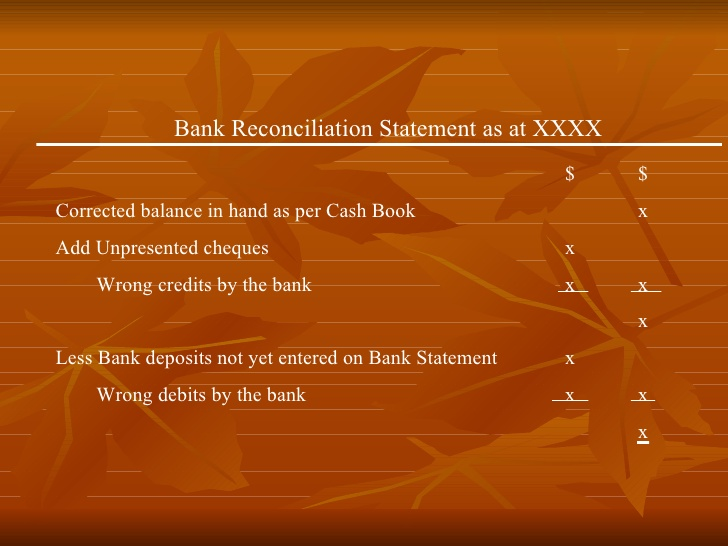 Bank Reconciliation Statement as at XXXX
$ $
Corrected balance in hand as per Cash Book x
Add Unpresented cheques x
Wrong credits by the bank x x
x
Less Bank deposits not yet entered on Bank Statement x
Wrong debits by the bank x x
x